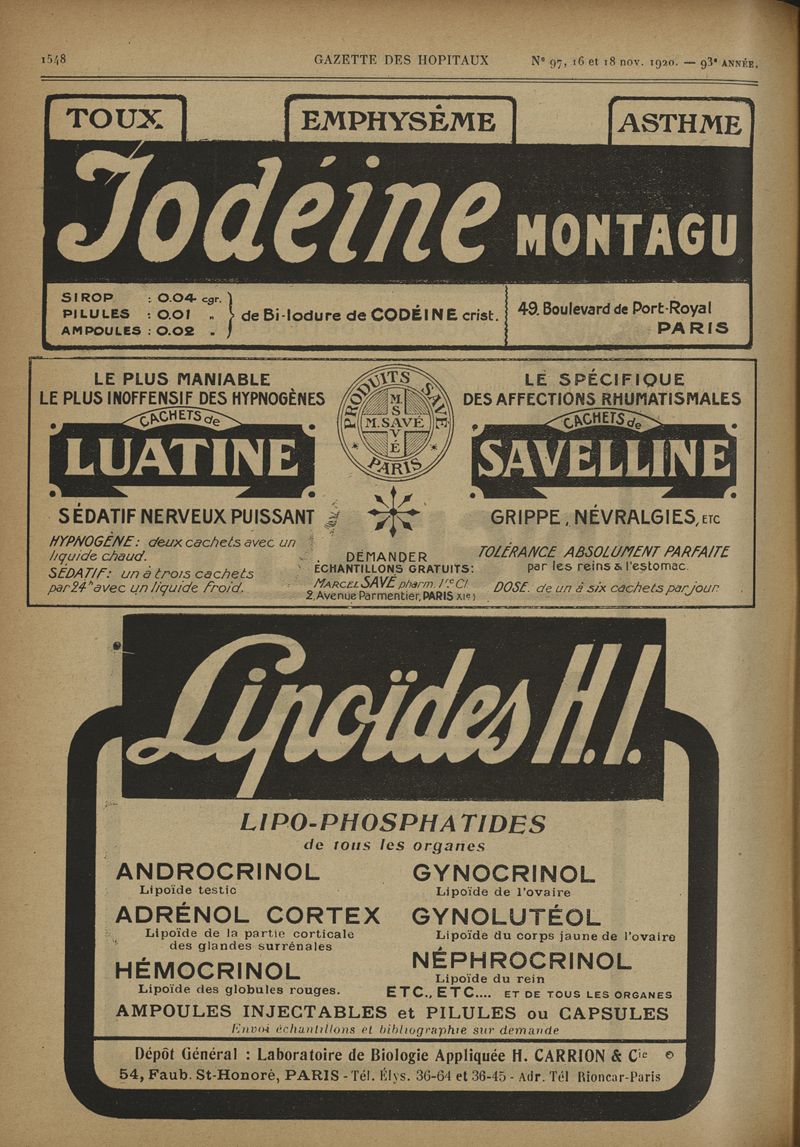 1548
GAZETTE DES HOPITAUX
N° 97, 16 et 18 nov. 1920. — 93e ANNÉE.
TOUX
EMPHYSÊME
ASTHME
Iodéine MONTAGU
SIROP : 0.04 cgr.
PILULES : 0.01 „
AMPOULES : 0.02 „
de Bi-Iodure de CODÉINE crist.
49, Boulevard de Port-Royal
PARIS
LE PLUS MANIABLE
LE PLUS INOFFENSIF DES HYPNOGÈNES
CACHETS de
LUATINE
SÉDATIF NERVEUX PUISSANT
HYPNOGÈNE: deux cachets avec un
liquide chaud.
SÉDATIF: un à trois cachets
par 24h avec un liquide froid.
PRODUITS SAVÉ
M.
S
M.SAVÉ
V
É
PARIS
DEMANDER
ÉCHANTILLONS GRATUITS:
MARCEL SAVÉ pharm. 1re Cl.
2, Avenue Parmentier, PARIS XIe)
LE SPÉCIFIQUE
DES AFFECTIONS RHUMATISMALES
CACHETS de
SAVELLINE
GRIPPE, NÉVRALGIES, ETC
TOLÉRANCE ABSOLUMENT PARFAITE
par les reins & l'estomac.
DOSE. de un à six cachets par jour
Lipoïdes H.I.
LIPO-PHOSPHATIDES
de tous les organes
ANDROCRINOL
Lipoïde testic
ADRÉNOL CORTEX
Lipoïde de la partie corticale
des glandes surrénales
HÉMOCRINOL
Lipoïde des globules rouges.
GYNOCRINOL
Lipoïde de l'ovaire
GYNOLUTÉOL
Lipoïde du corps jaune de l'ovaire
NÉPHROCRINOL
Lipoïde du rein
ETC., ETC.... ET DE TOUS LES ORGANES
AMPOULES INJECTABLES et PILULES ou CAPSULES
Envoi échantillons et bibliographie sur demande
Dépôt Général : Laboratoire de Biologie Appliquée H. CARRION & Cie
54, Faub. St-Honoré, PARIS - Tél. Élys. 36-64 et 36-45 - Adr. Tél Rioncar-Paris